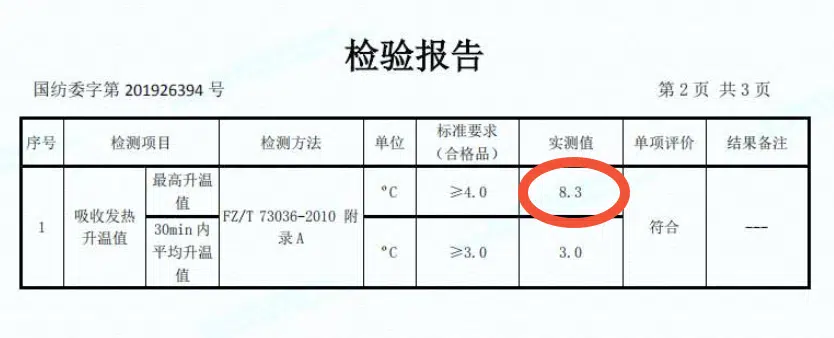 检验报告
国纺委字第 201926394 号
第 2 页 共 3 页
序号 检测项目 检测方法 单位 标准要求 实测值 单项评价 结果备注
（合格品）
1 吸收发热
升温值
最高升温
值
FZ/T 73036-2010 附
录 A
ºC ≥4.0 8.3 符合 ---
30min 内
平均升温
值
ºC ≥3.0 3.0